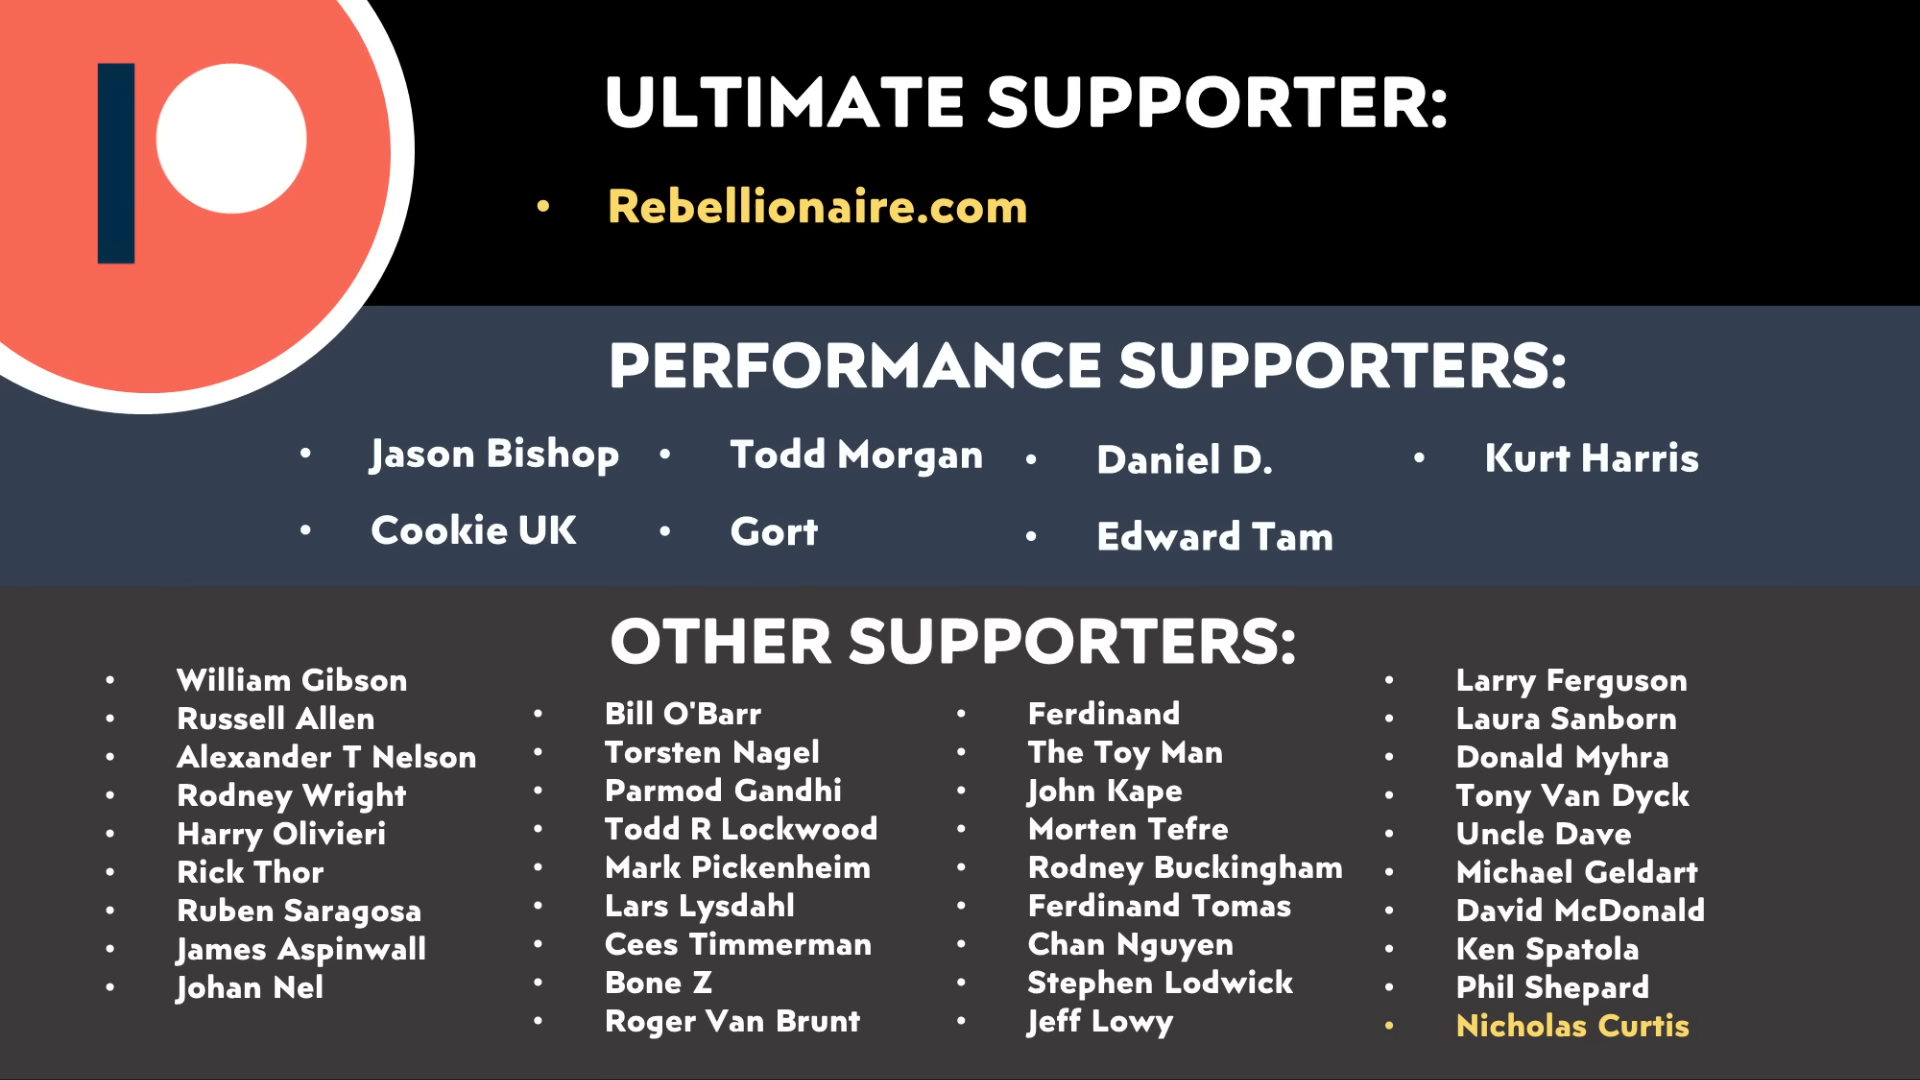 ULTIMATE SUPPORTER:
• Rebellionaire.com
PERFORMANCE SUPPORTERS:
• Jason Bishop
• Cookie UK
• Todd Morgan
• Gort
• Daniel D.
• Edward Tam
• Kurt Harris
OTHER SUPPORTERS:
• William Gibson
• Russell Allen
• Alexander T Nelson
• Rodney Wright
• Harry Olivieri
• Rick Thor
• Ruben Saragosa
• James Aspinwall
• Johan Nel
• Bill O'Barr
• Torsten Nagel
• Parmod Gandhi
• Todd R Lockwood
• Mark Pickenheim
• Lars Lysdahl
• Cees Timmerman
• Bone Z
• Roger Van Brunt
• Ferdinand
• The Toy Man
• John Kape
• Morten Tefre
• Rodney Buckingham
• Ferdinand Tomas
• Chan Nguyen
• Stephen Lodwick
• Jeff Lowy
• Larry Ferguson
• Laura Sanborn
• Donald Myhra
• Tony Van Dyck
• Uncle Dave
• Michael Geldart
• David McDonald
• Ken Spatola
• Phil Shepard
• Nicholas Curtis